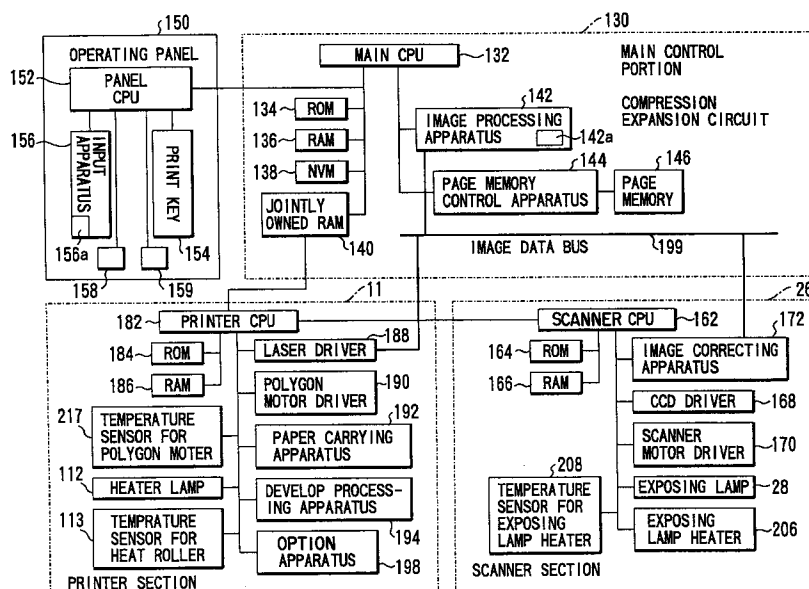 150
130
OPERATING PANEL
152
PANEL
CPU
156
INPUT
APPARATUS
156a
PRINT KEY
154
158
159
MAIN CPU
132
MAIN CONTROL
PORTION
COMPRESSION
EXPANSION CIRCUIT
134
ROM
136
RAM
138
NVM
JOINTLY
OWNED RAM
140
142
IMAGE PROCESSING
APPARATUS
142a
144
146
PAGE MEMORY
CONTROL APPARATUS
PAGE
MEMORY
IMAGE DATA BUS
199
11
182
PRINTER CPU
188
184
ROM
LASER DRIVER
186
RAM
190
POLYGON
MOTOR DRIVER
217
TEMPERATURE
SENSOR FOR
POLYGON MOTER
192
PAPER CARRYING
APPARATUS
112
HEATER LAMP
DEVELOP PROCESS-
ING APPARATUS
194
113
TEMPRATURE
SENSOR FOR
HEAT ROLLER
OPTION
APPARATUS
198
PRINTER SECTION
26
SCANNER CPU
162
172
164
ROM
IMAGE CORRECTING
APPARATUS
166
RAM
CCD DRIVER
168
SCANNER
MOTOR DRIVER
170
208
TEMPERATURE
SENSOR FOR
EXPOSING
LAMP HEATER
EXPOSING LAMP
28
EXPOSING
LAMP HEATER
206
SCANNER SECTION